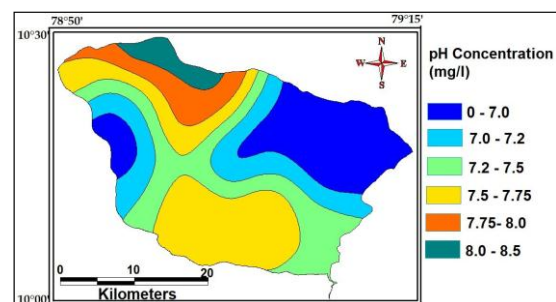 78°50' 79°15'
10°30'
N
W E
S
pH Concentration
(mg/l)
0 - 7.0
7.0 - 7.2
7.2 - 7.5
7.5 - 7.75
7.75- 8.0
8.0 - 8.5
0 10 20
Kilometers
10°00'